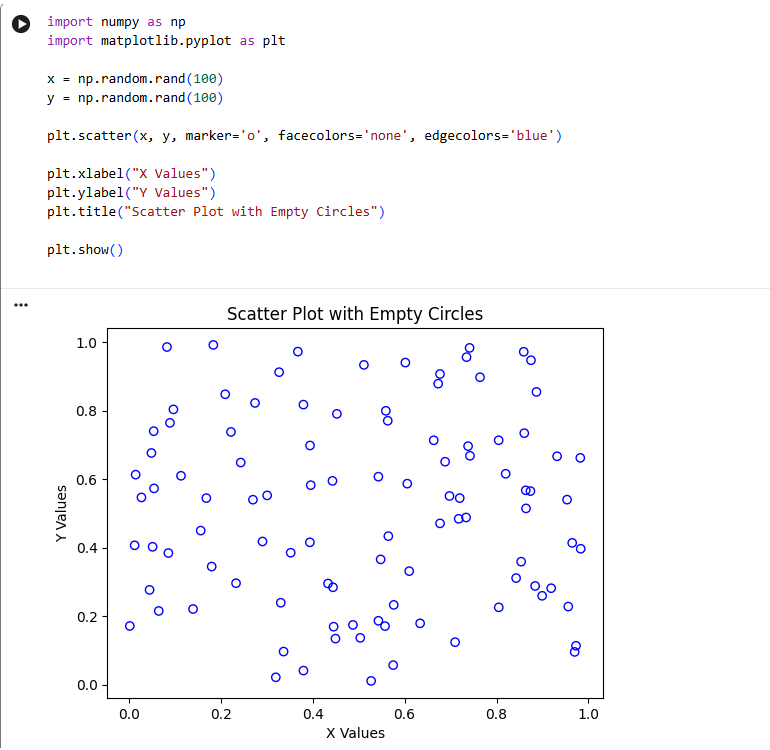 import numpy as np
import matplotlib.pyplot as plt
x = np.random.rand(100)
y = np.random.rand(100)
plt.scatter(x, y, marker='o', facecolors='none', edgecolors='blue')
plt.xlabel("X Values")
plt.ylabel("Y Values")
plt.title("Scatter Plot with Empty Circles")
plt.show()
Scatter Plot with Empty Circles
1.0
0.8
0.6
0.4
0.2
0.0
Y Values
0.0 0.2 0.4 0.6 0.8 1.0
X Values